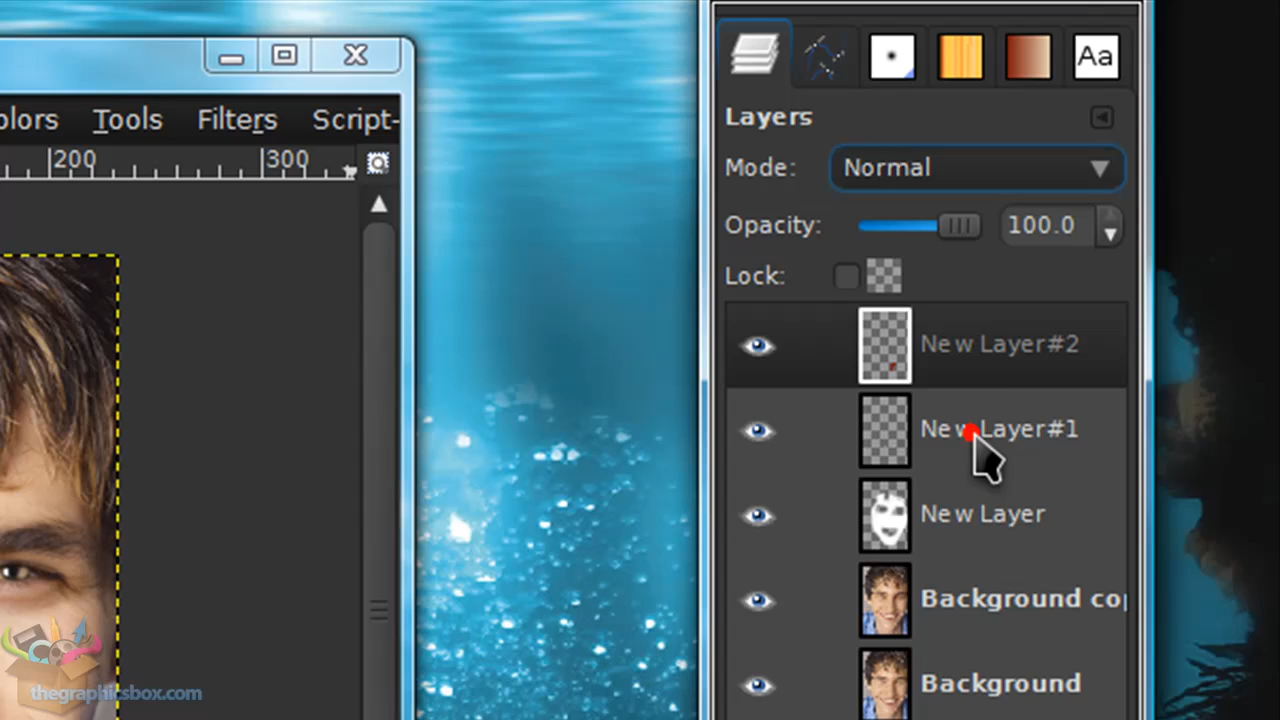 olors Tools Filters Script-
200 300
Aa
Layers
Mode: Normal
Opacity: 100.0
Lock:
New Layer#2
New Layer#1
New Layer
Background cop
Background
thegraphicsbox.com